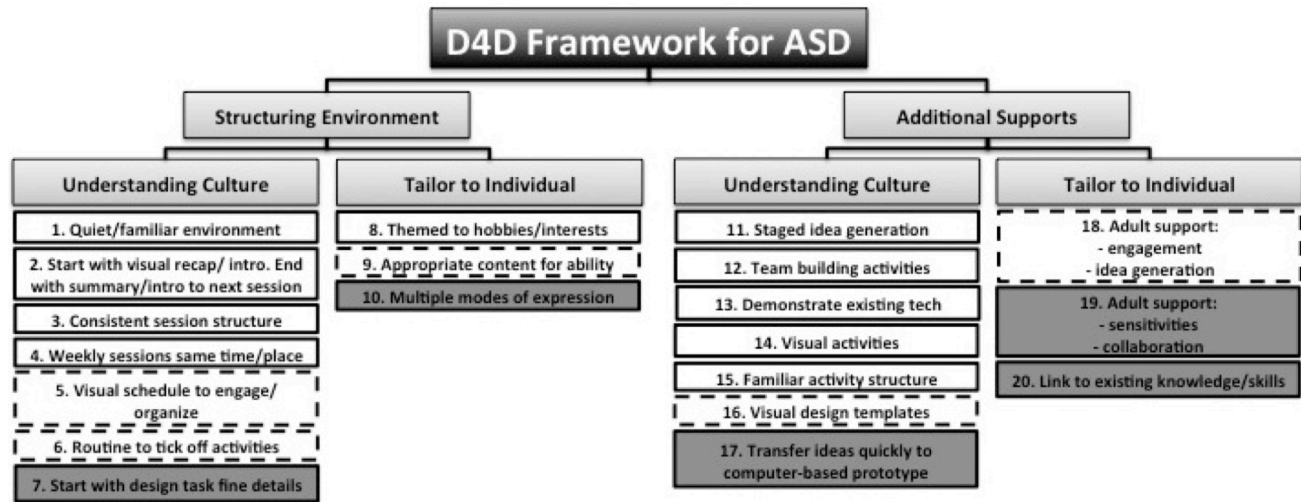 D4D Framework for ASD
Structuring Environment
Additional Supports
Understanding Culture
1. Quiet/familiar environment
2. Start with visual recap/ intro. End
with summary/intro to next session
3. Consistent session structure
4. Weekly sessions same time/place
5. Visual schedule to engage/
organize
6. Routine to tick off activities
7. Start with design task fine details
Tailor to Individual
8. Themed to hobbies/interests
9. Appropriate content for ability
10. Multiple modes of expression
Understanding Culture
11. Staged idea generation
12. Team building activities
13. Demonstrate existing tech
14. Visual activities
15. Familiar activity structure
16. Visual design templates
17. Transfer ideas quickly to
computer-based prototype
Tailor to Individual
18. Adult support:
- engagement
- idea generation
19. Adult support:
- sensitivities
- collaboration
20. Link to existing knowledge/skills